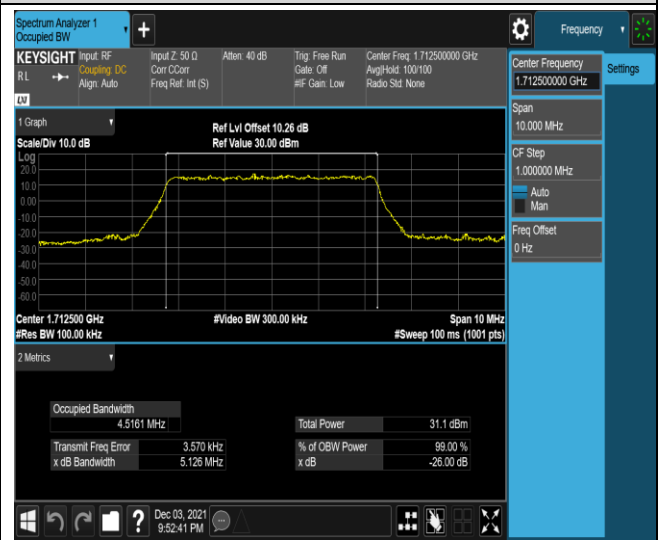 Spectrum Analyzer 1
Occupied BW
+
Frequency
KEYSIGHT
RL
LXI
Input: RF
Coupling: DC
Align: Auto
Input Z: 50 Ω
Corr CCorr
Freq Ref: Int (S)
Atten: 40 dB
Trig: Free Run
Gate: Off
#IF Gain: Low
Center Freq: 1.712500000 GHz
Avg|Hold: 100/100
Radio Std: None
Center Frequency
1.712500000 GHz
Settings
Span
10.000 MHz
CF Step
1.000000 MHz
Auto
Man
Freq Offset
0 Hz
1 Graph
Scale/Div 10.0 dB
Ref Lvl Offset 10.26 dB
Ref Value 30.00 dBm
Log
20.0
10.0
0.00
-10.0
-20.0
-30.0
-40.0
-50.0
-60.0
Center 1.712500 GHz
#Video BW 300.00 kHz
Span 10 MHz
#Res BW 100.00 kHz
#Sweep 100 ms (1001 pts)
2 Metrics
Occupied Bandwidth
4.5161 MHz
Total Power 31.1 dBm
Transmit Freq Error 3.570 kHz
% of OBW Power 99.00 %
x dB Bandwidth 5.126 MHz
x dB -26.00 dB
?
Dec 03, 2021
9:52:41 PM